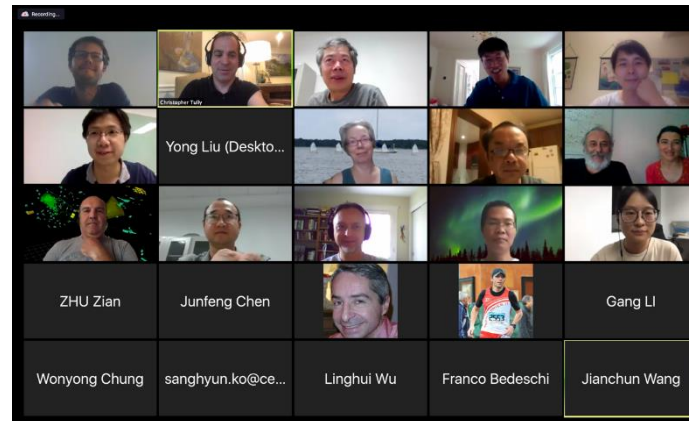 Recording...
Christopher Tully
Yong Liu (Deskto...
ZHU Zian
Junfeng Chen
Gang LI
Wonyong Chung
sanghyun.ko@ce...
Linghui Wu
Franco Bedeschi
Jianchun Wang